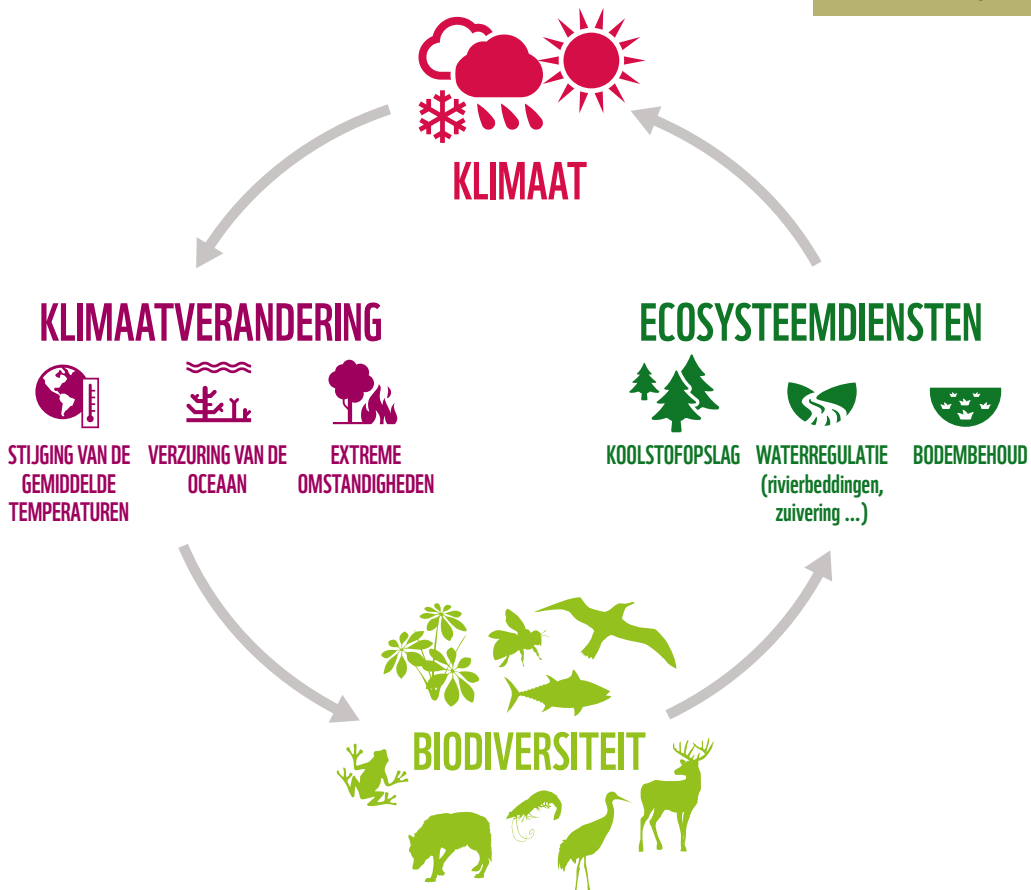 KLIMAAT
KLIMAATVERANDERING
STIJGING VAN DE
GEMIDDELDE
TEMPERATUREN
VERZURING VAN DE
OCEAAN
EXTREME
OMSTANDIGHEDEN
ECOSYSTEEMDIENSTEN
KOOLSTOFOPSLAG
WATERREGULATIE
(rivierbeddingen,
zuivering ...)
BODEMBEHOUD
BIODIVERSITEIT